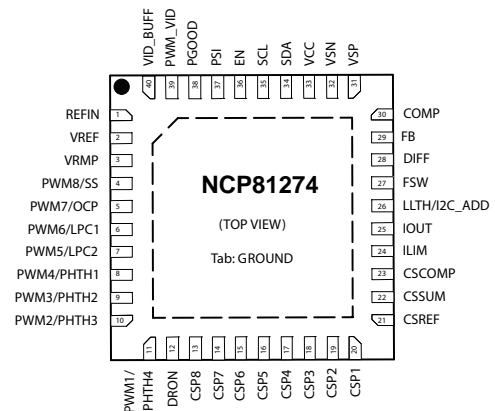 VID_BUFF
PWM_VID
PGOOD
PSI
EN
SCL
SDA
VCC
VSN
VSP
40
39
38
37
36
35
34
33
32
31
REFIN 1
VREF 2
VRMP 3
PWM8/SS 4
PWM7/OCP 5
PWM6/LPC1 6
PWM5/LPC2 7
PWM4/PHTH1 8
PWM3/PHTH2 9
PWM2/PHTH3 10
NCP81274
(TOP VIEW)
Tab: GROUND
30 COMP
29 FB
28 DIFF
27 FSW
26 LLTH/I2C_ADD
25 IOUT
24 ILIM
23 CSCOMP
22 CSSUM
21 CSREF
11
12
13
14
15
16
17
18
19
20
PWM1/
PHTH4
DRON
CSP8
CSP7
CSP6
CSP5
CSP4
CSP3
CSP2
CSP1